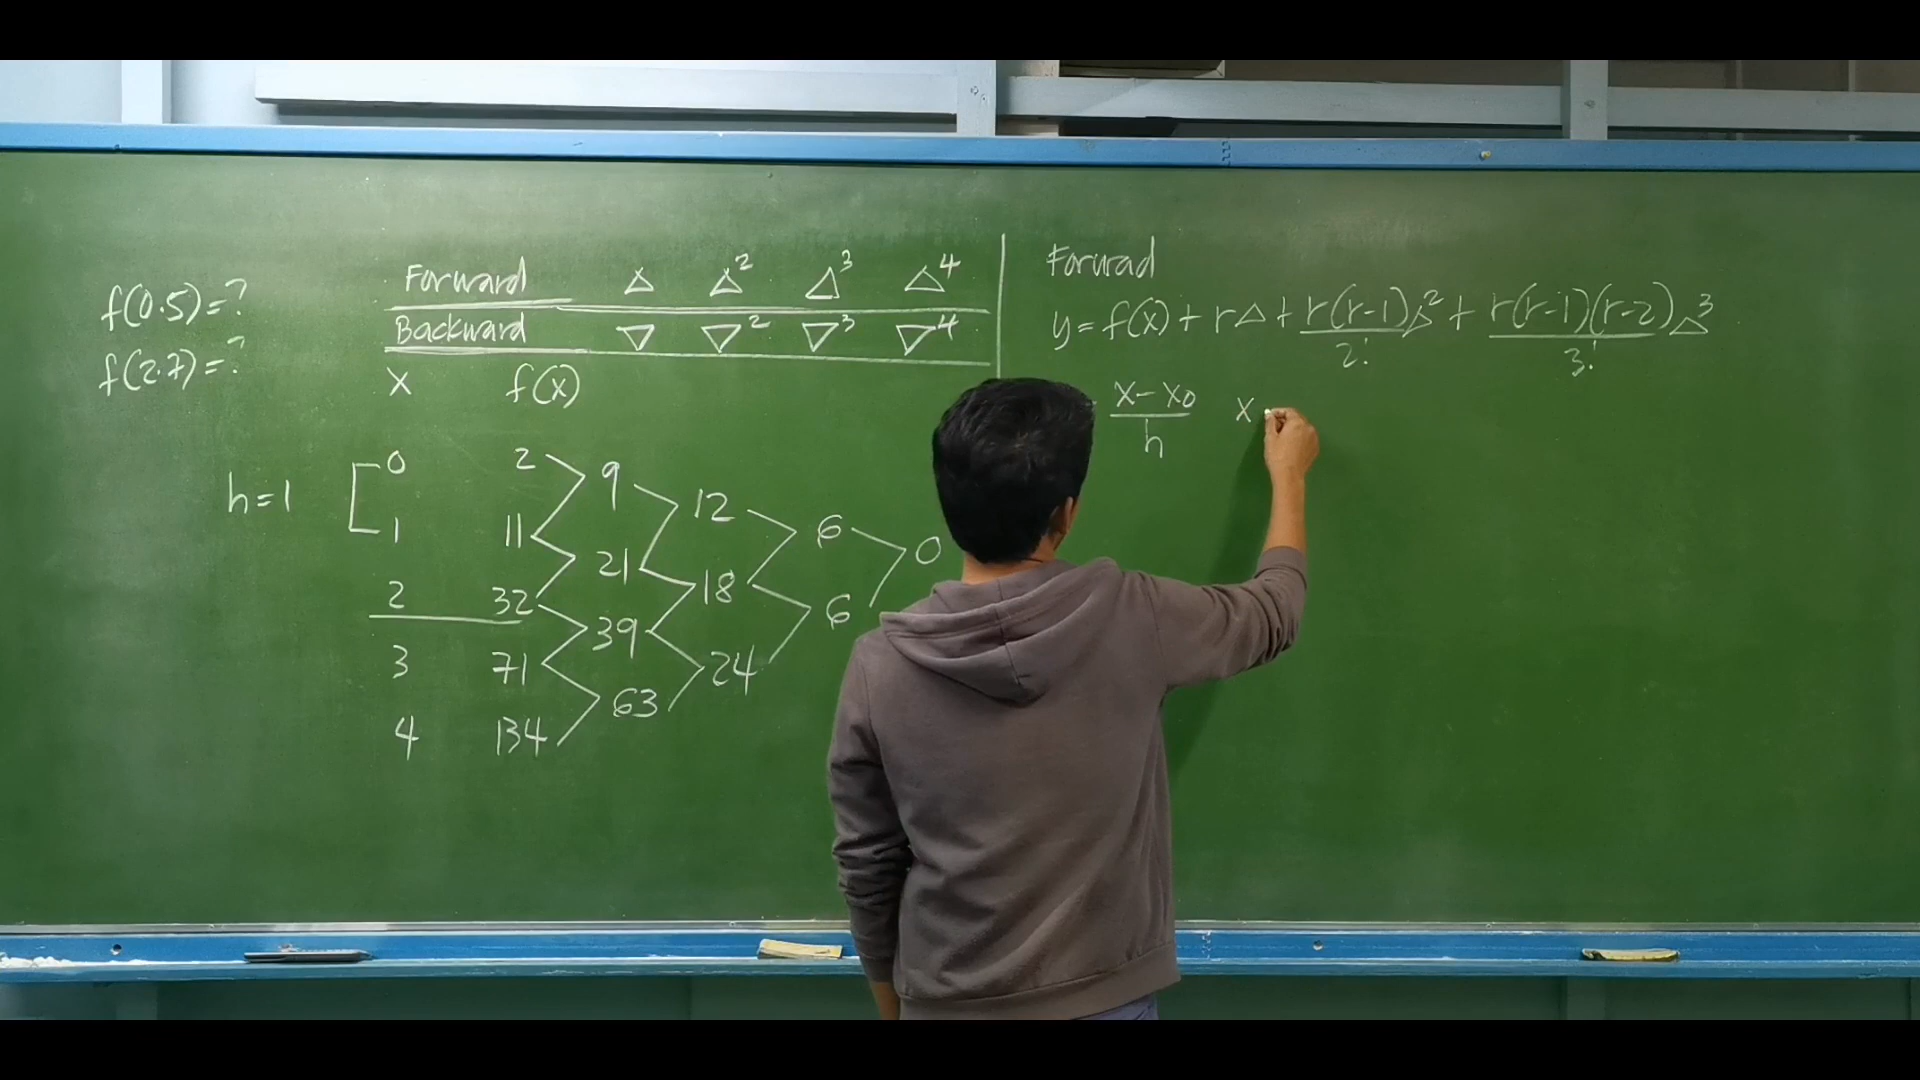 f(0.5)=?
f(2.7)=?
Forward △ △² △³ △⁴
Backward ▽ ▽² ▽³ ▽⁴
x f(x)
h=1
0 2
1 11
2 32
3 71
4 134
9
21
39
63
12
18
24
6
6
0
Forwrad
y=f(x)+r△+r(r-1)/2! △²+r(r-1)(r-2)/3! △³
x-x0/h x